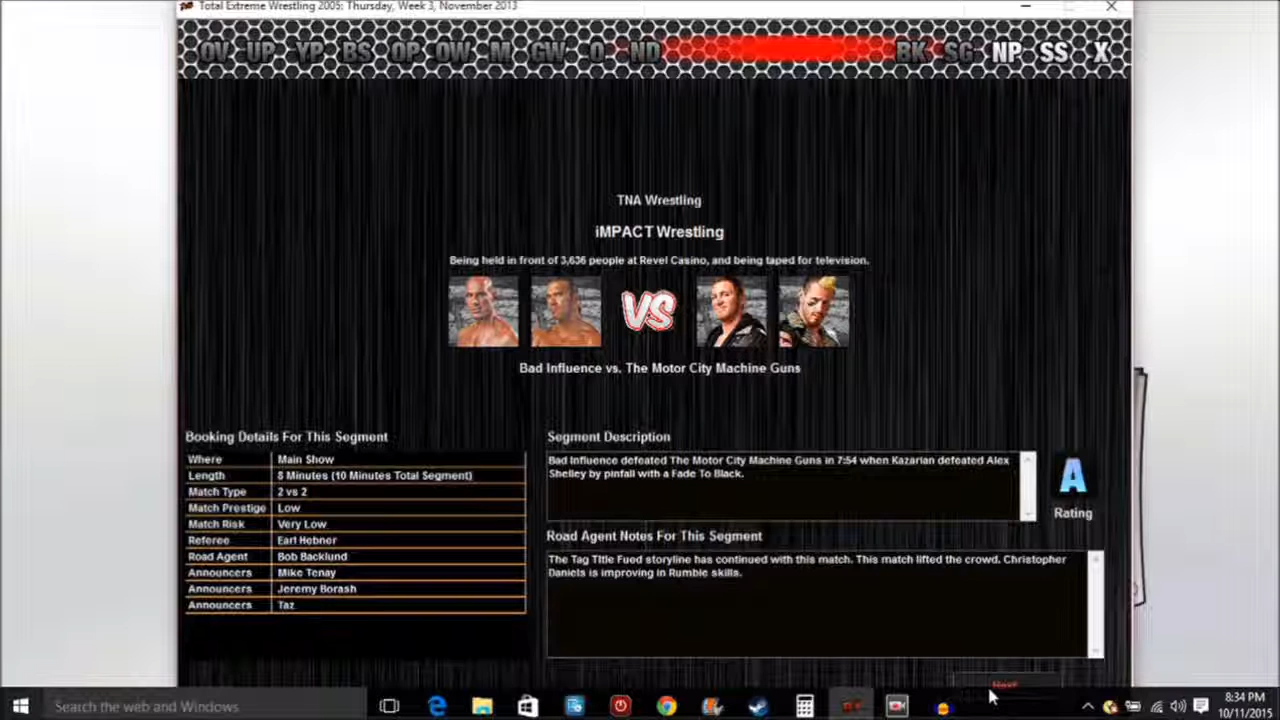 Total Extreme Wrestling 2005: Thursday, Week 3, November 2013
OV UP YP BS OP OW M GW O ND BK SG NP SS X
TNA Wrestling
iMPACT Wrestling
Being held in front of 3,636 people at Revel Casino, and being taped for television.
VS
Bad Influence vs. The Motor City Machine Guns
Booking Details For This Segment
Where Main Show
Length 8 Minutes (10 Minutes Total Segment)
Match Type 2 vs 2
Match Prestige Low
Match Risk Very Low
Referee Earl Hebner
Road Agent Bob Backlund
Announcers Mike Tenay
Announcers Jeremy Borash
Announcers Taz
Segment Description
Bad Influence defeated The Motor City Machine Guns in 7:54 when Kazarian defeated Alex
Shelley by pinfall with a Fade To Black.
A
Rating
Road Agent Notes For This Segment
The Tag Title Fued storyline has continued with this match. This match lifted the crowd. Christopher
Daniels is improving in Rumble skills.
Next
Search the web and Windows
8:34 PM
10/11/2015